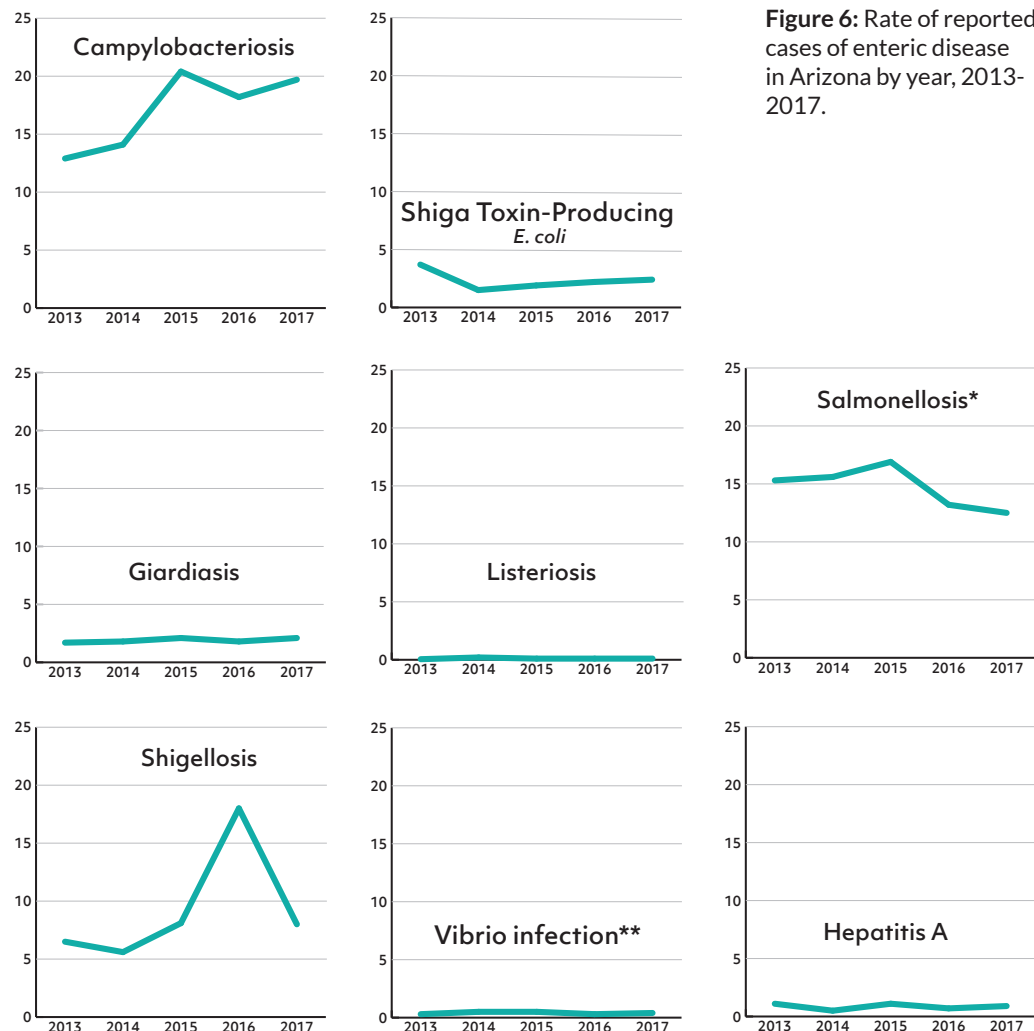 Figure 6: Rate of reported
cases of enteric disease
in Arizona by year, 2013-
2017.
Campylobacteriosis
25
20
15
10
5
0
2013 2014 2015 2016 2017
Shiga Toxin-Producing
E. coli
25
20
15
10
5
0
2013 2014 2015 2016 2017
Giardiasis
25
20
15
10
5
0
2013 2014 2015 2016 2017
Listeriosis
25
20
15
10
5
0
2013 2014 2015 2016 2017
Salmonellosis*
25
20
15
10
5
0
2013 2014 2015 2016 2017
Shigellosis
25
20
15
10
5
0
2013 2014 2015 2016 2017
Vibrio infection**
25
20
15
10
5
0
2013 2014 2015 2016 2017
Hepatitis A
25
20
15
10
5
0
2013 2014 2015 2016 2017